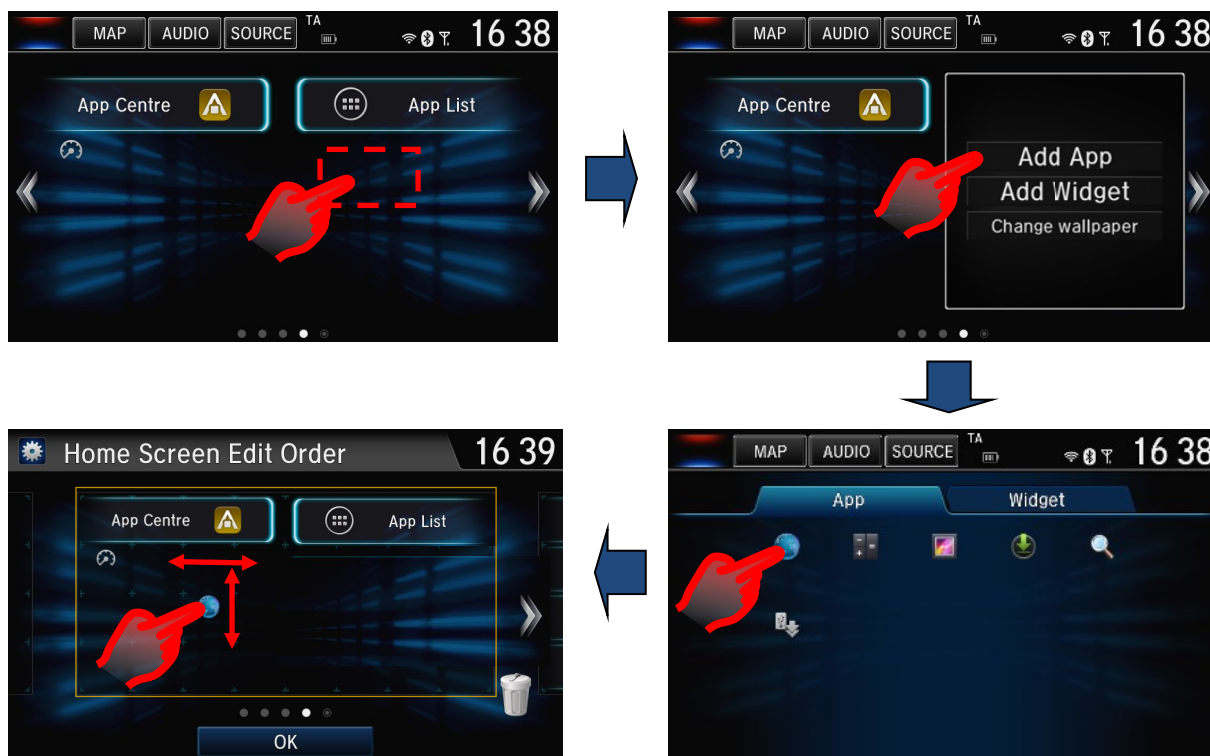 MAP AUDIO SOURCE TA 16 38
App Centre App List
MAP AUDIO SOURCE TA 16 38
App Centre
Add App
Add Widget
Change wallpaper
Home Screen Edit Order 16 39
App Centre App List
OK
MAP AUDIO SOURCE TA 16 38
App Widget